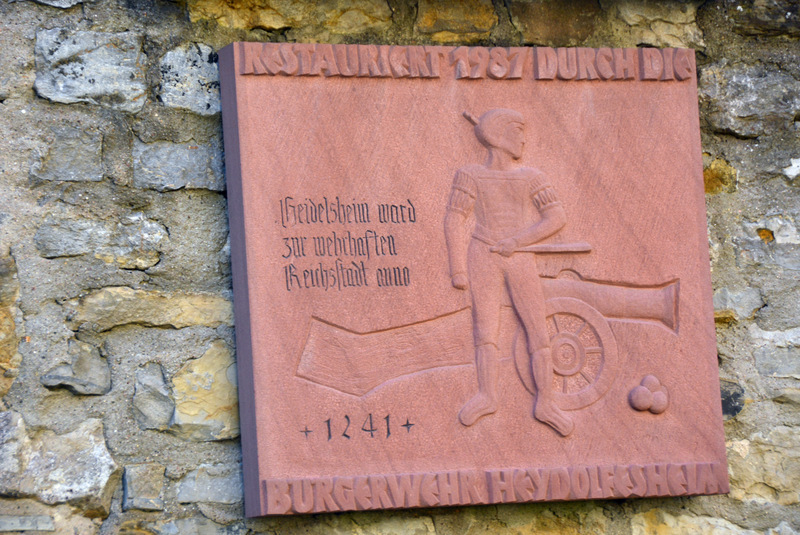 RESTAURIERT 1987 DURCH DIE
Heidelsheim ward
zur wehrhaften
Reichsstadt anno
+ 1241 +
BÜRGERWEHR HEYDOLFESHEIM